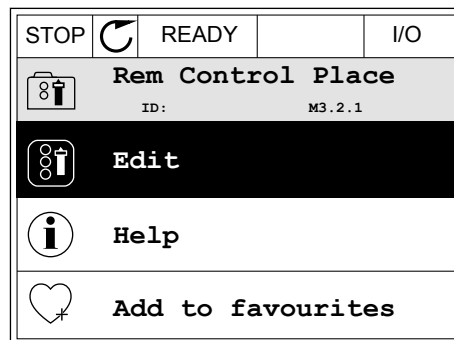 STOP READY I/O
Rem Control Place
ID: M3.2.1
Edit
Help
Add to favourites